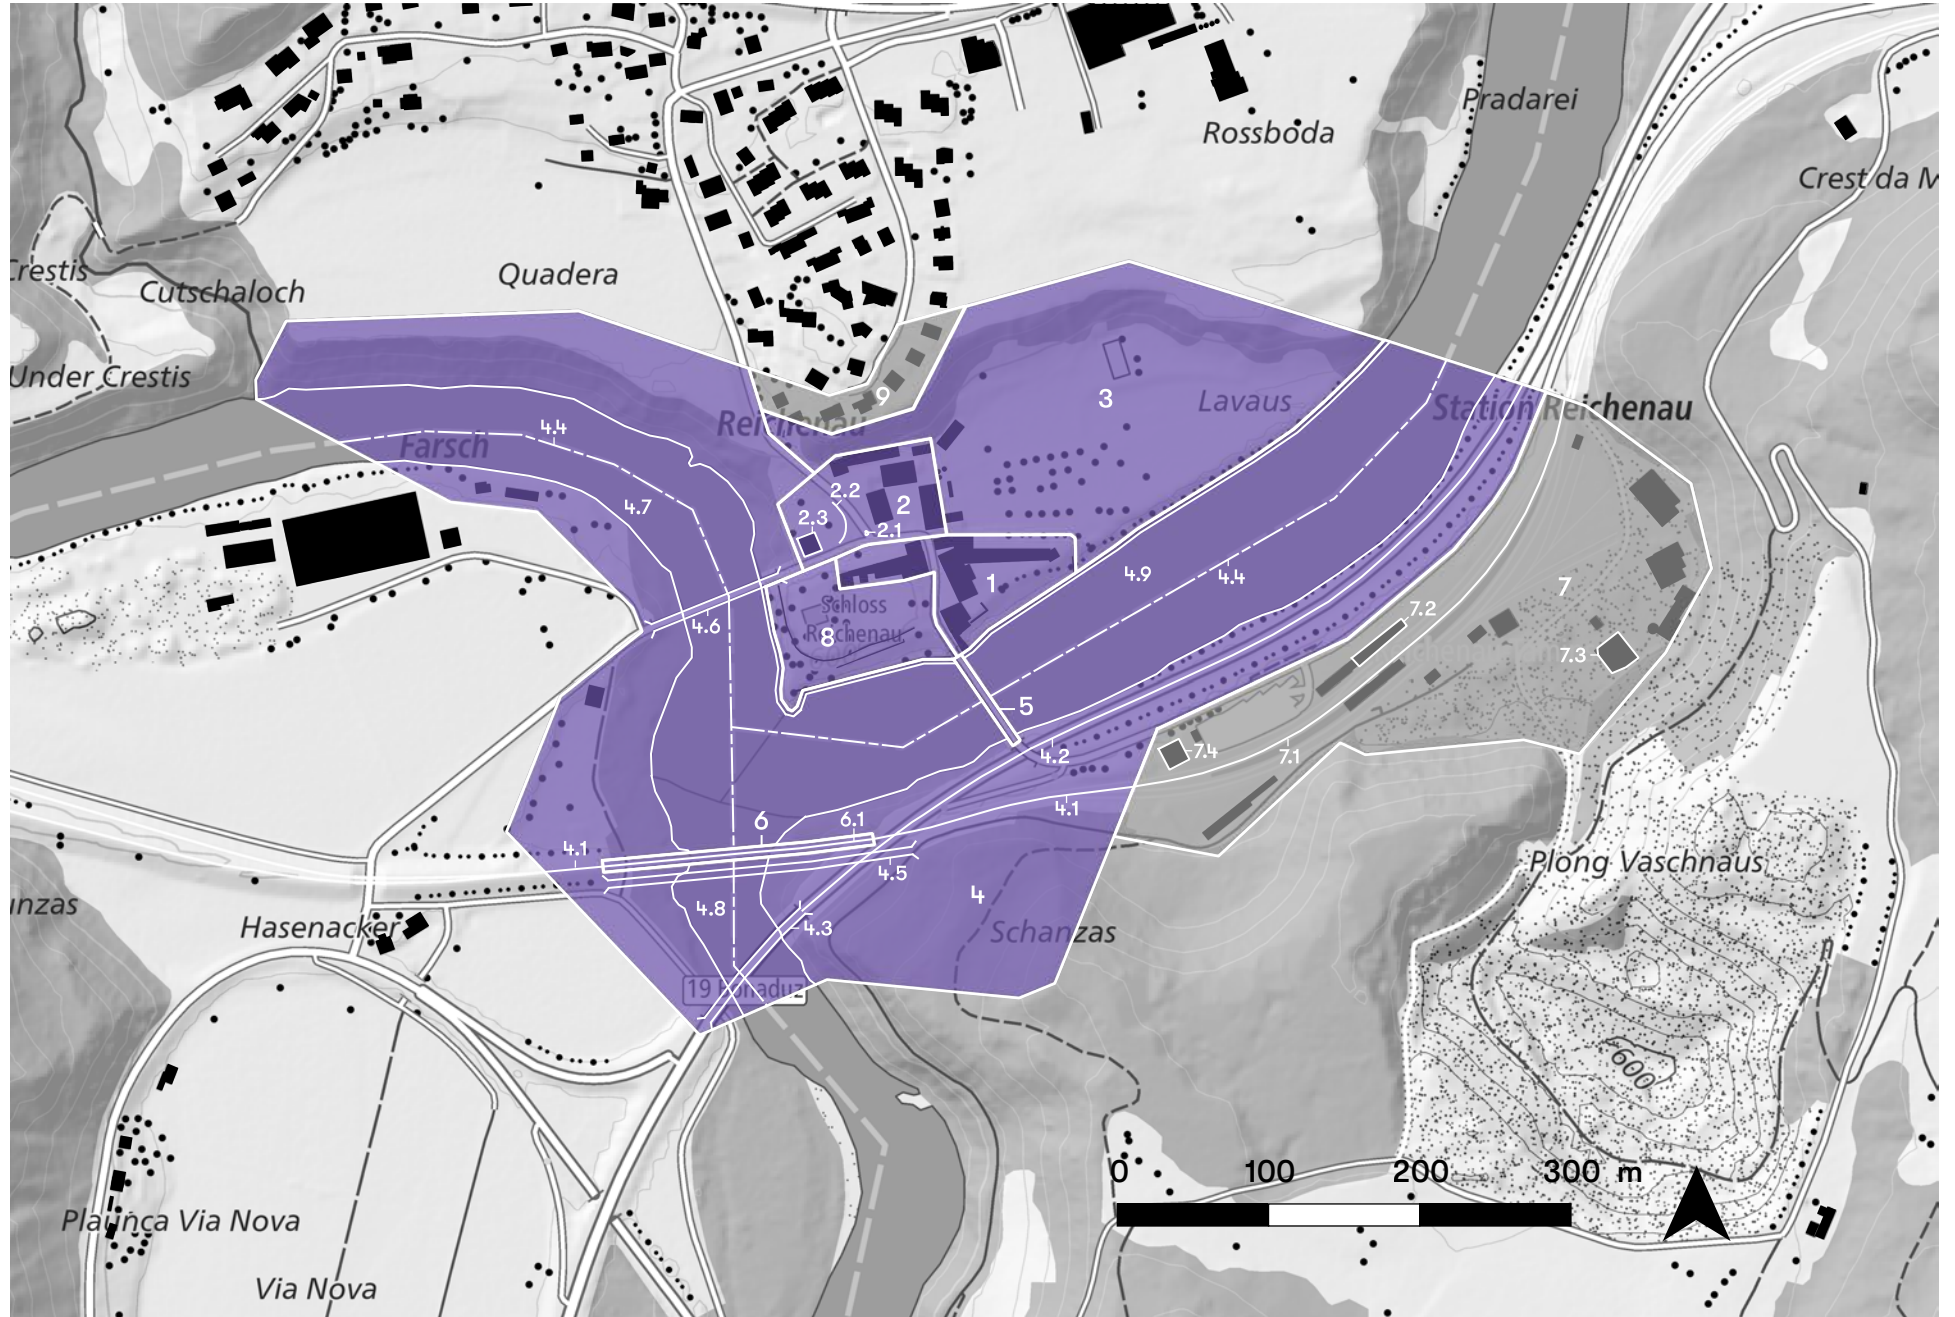 Pradarei
Rossboda
Crest da M
Crestis
Cutschaloch
Quadera
Under Crestis
Reichenau
9
3
Lavaus
Station Reichenau
Farsch
4.4
4.7
2.2
2
2.3
2.1
4.9
4.4
1
7
7.2
Schloss
Reichenau
8
4.6
7.3
5
4.2
7.4
7.1
4.1
6
6.1
4.1
4.5
4
4.8
4.3
Plong Vaschnaus
unzas
Hasenacker
Schanzas
19 Bonaduz
600
0 100 200 300 m
Plaunca Via Nova
Via Nova